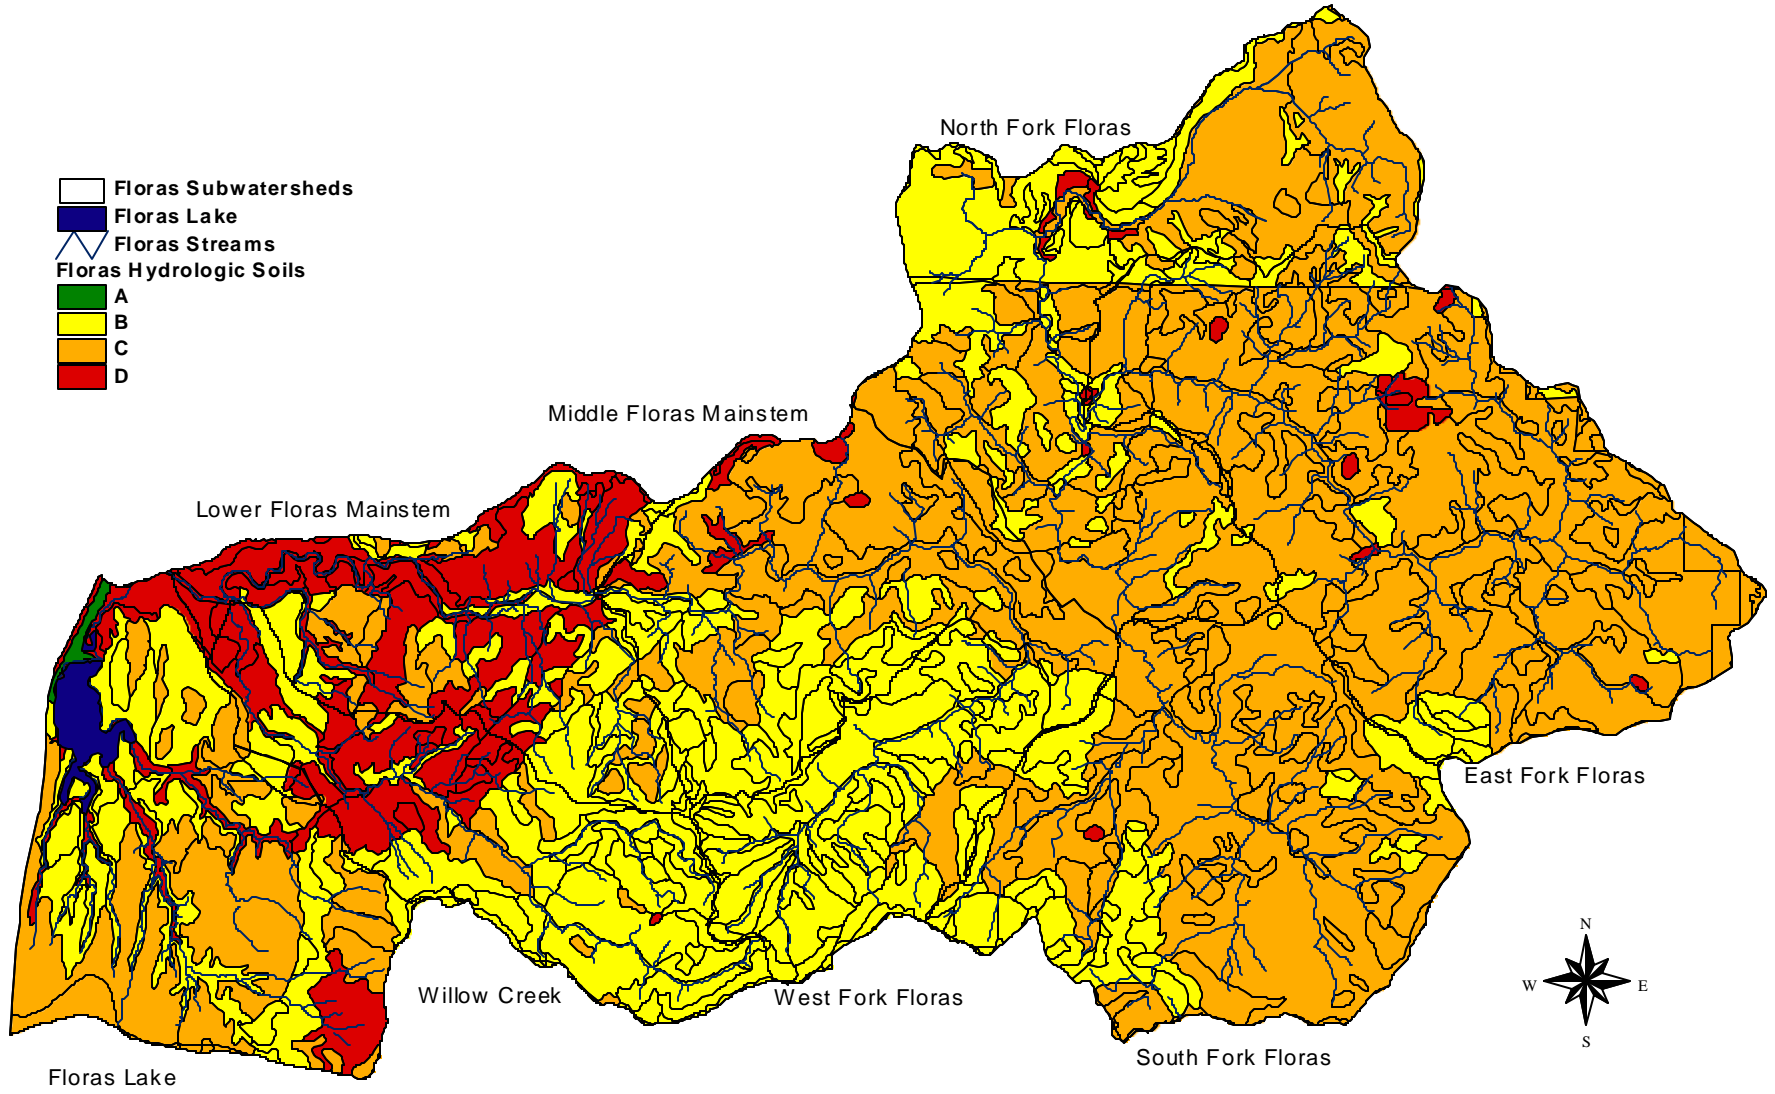 North Fork Floras
Floras Subwatersheds
Floras Lake
Floras Streams
Floras Hydrologic Soils
A
B
C
D
Middle Floras Mainstem
Lower Floras Mainstem
East Fork Floras
Willow Creek
West Fork Floras
South Fork Floras
Floras Lake
N
W
E
S